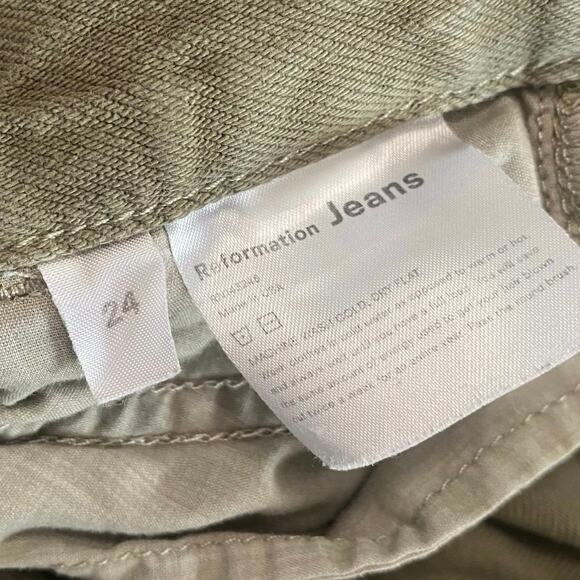 24
Reformation Jeans
Made in USA
MACHINE WASH COLD, DRY FLAT
Wash clothes in cold water as opposed to warm or hot,
and always wait until you have a full load. You will save
the same amount of energy used to get your hair blown
out twice a week for an entire year. Pass the round brush.